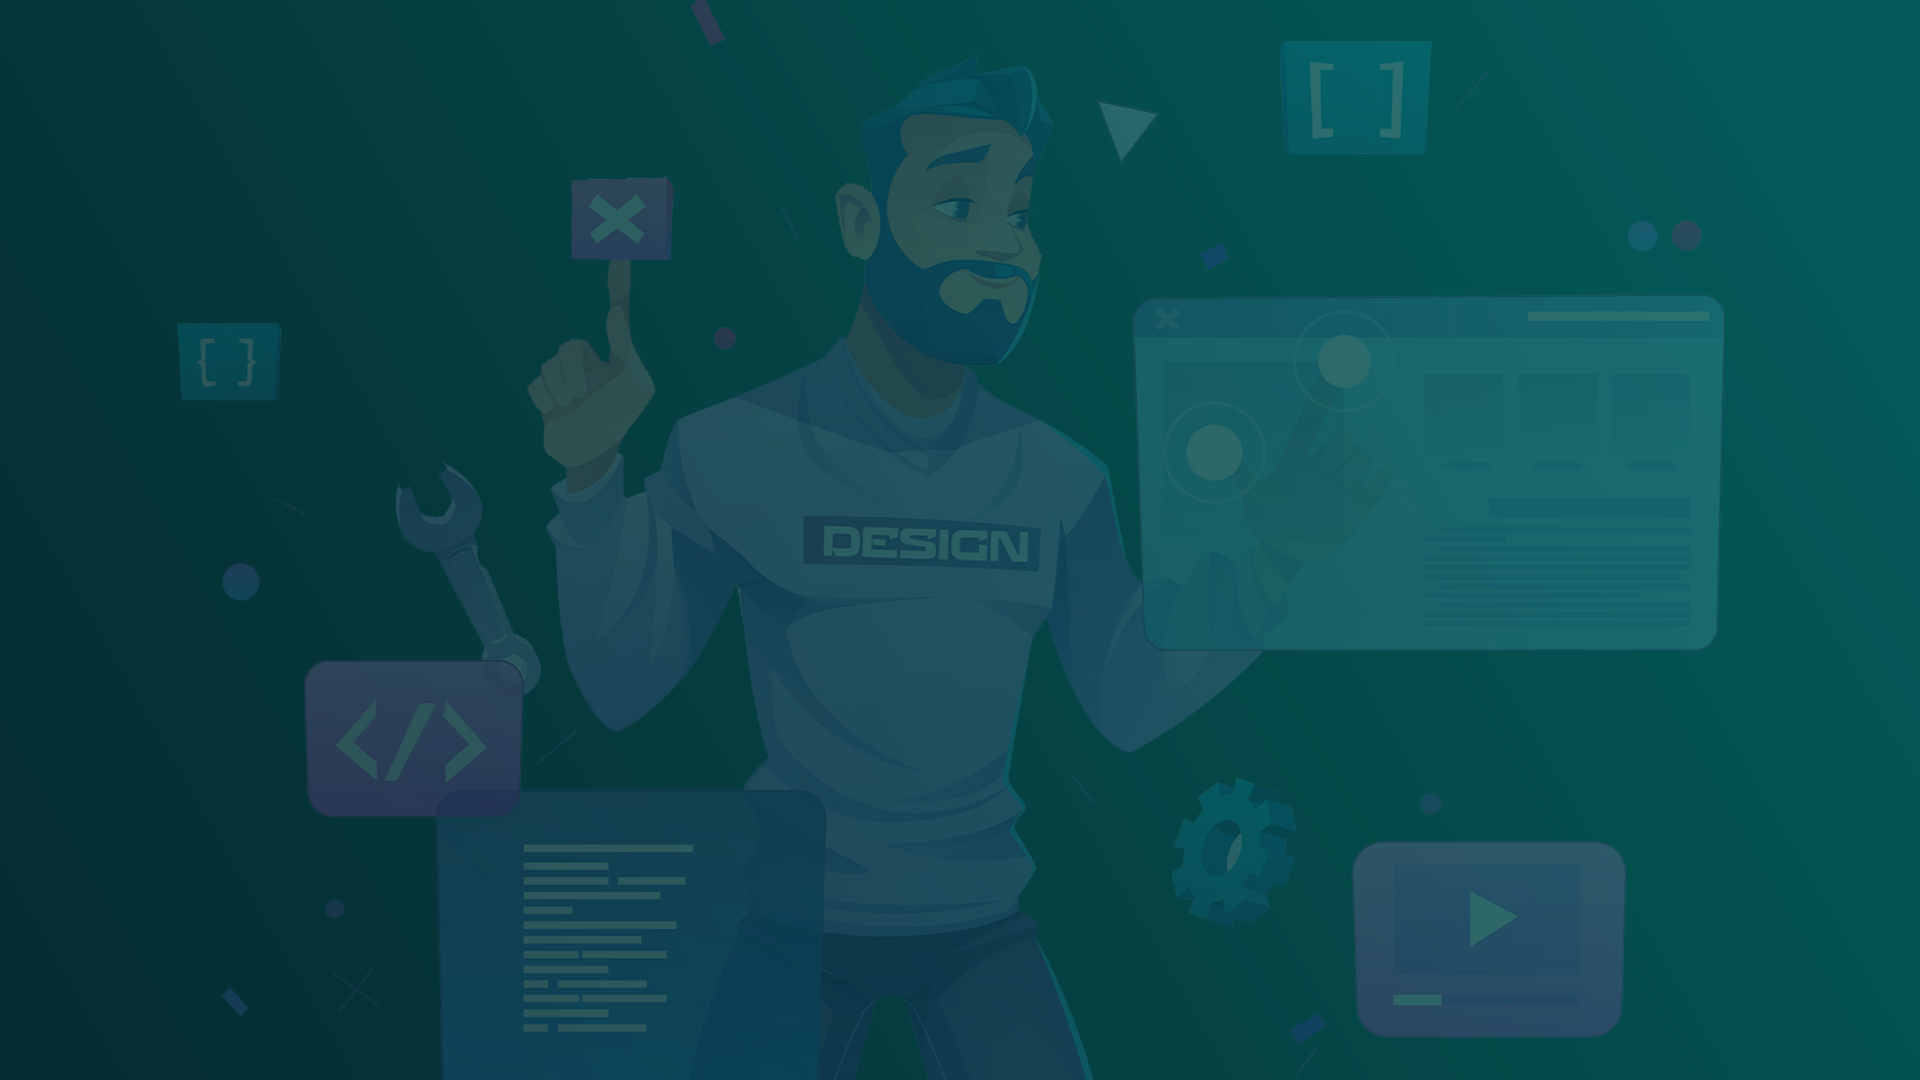 [ ]
{ }
DESIGN
</>